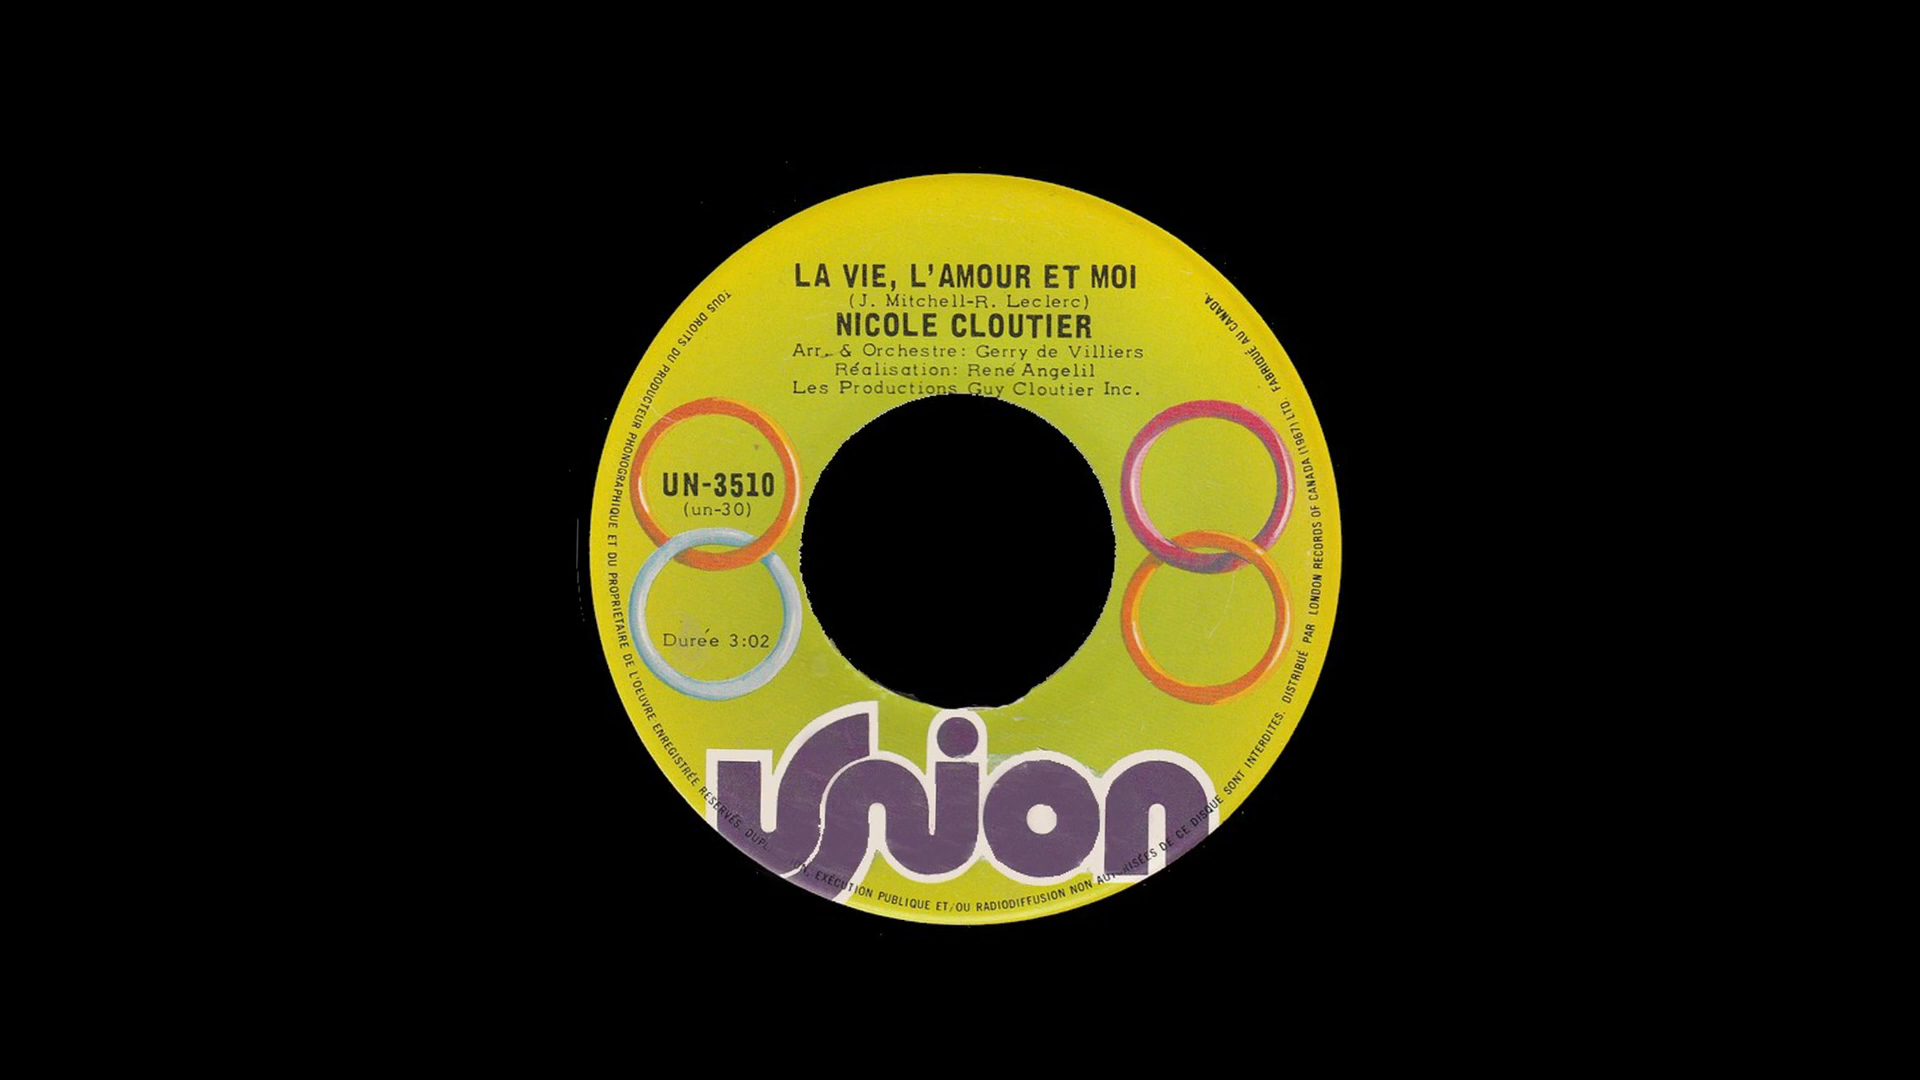 LA VIE, L'AMOUR ET MOI
(J. Mitchell-R. Leclerc)
NICOLE CLOUTIER
Arr. & Orchestre: Gerry de Villiers
Réalisation: René Angelil
Les Productions Guy Cloutier Inc.
UN-3510
(un-30)
Durée 3:02
union
TOUS DROITS DU PRODUCTEUR PHONOGRAPHIQUE ET DU PROPRIETAIRE DE L'OEUVRE ENREGISTRÉE RESERVÉS. EXÉCUTION PUBLIQUE ET/OU RADIODIFFUSION NON DE CE DISQUE SONT INTERDITES. DISTRIBUÉ PAR LONDON RECORDS OF CANADA (1967) LTD. FABRIQUÉ AU CANADA.